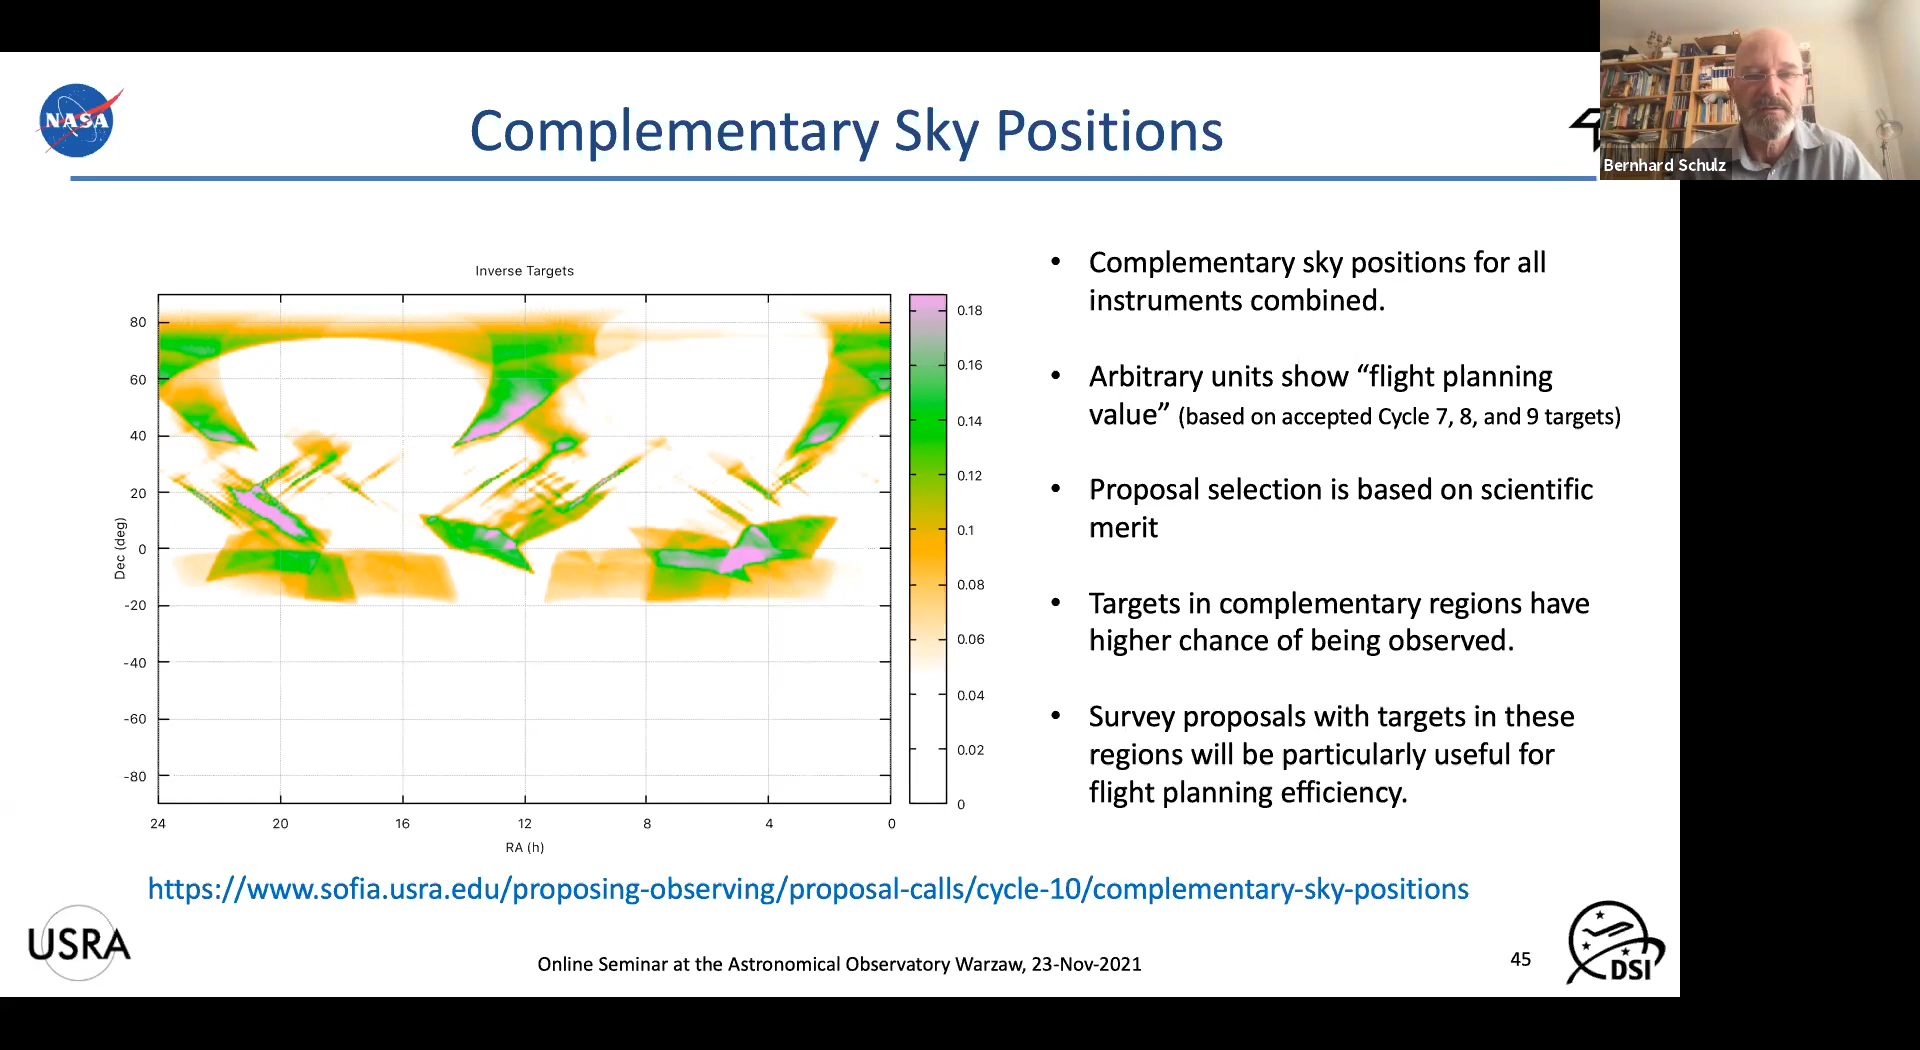 NASA
Complementary Sky Positions
Bernhard Schulz
Inverse Targets
80
60
40
20
0
-20
-40
-60
-80
Dec (deg)
24
20
16
12
8
4
0
RA (h)
0.18
0.16
0.14
0.12
0.1
0.08
0.06
0.04
0.02
0
• Complementary sky positions for all
instruments combined.
• Arbitrary units show “flight planning
value” (based on accepted Cycle 7, 8, and 9 targets)
• Proposal selection is based on scientific
merit
• Targets in complementary regions have
higher chance of being observed.
• Survey proposals with targets in these
regions will be particularly useful for
flight planning efficiency.
https://www.sofia.usra.edu/proposing-observing/proposal-calls/cycle-10/complementary-sky-positions
USRA
Online Seminar at the Astronomical Observatory Warzaw, 23-Nov-2021
45
DSI